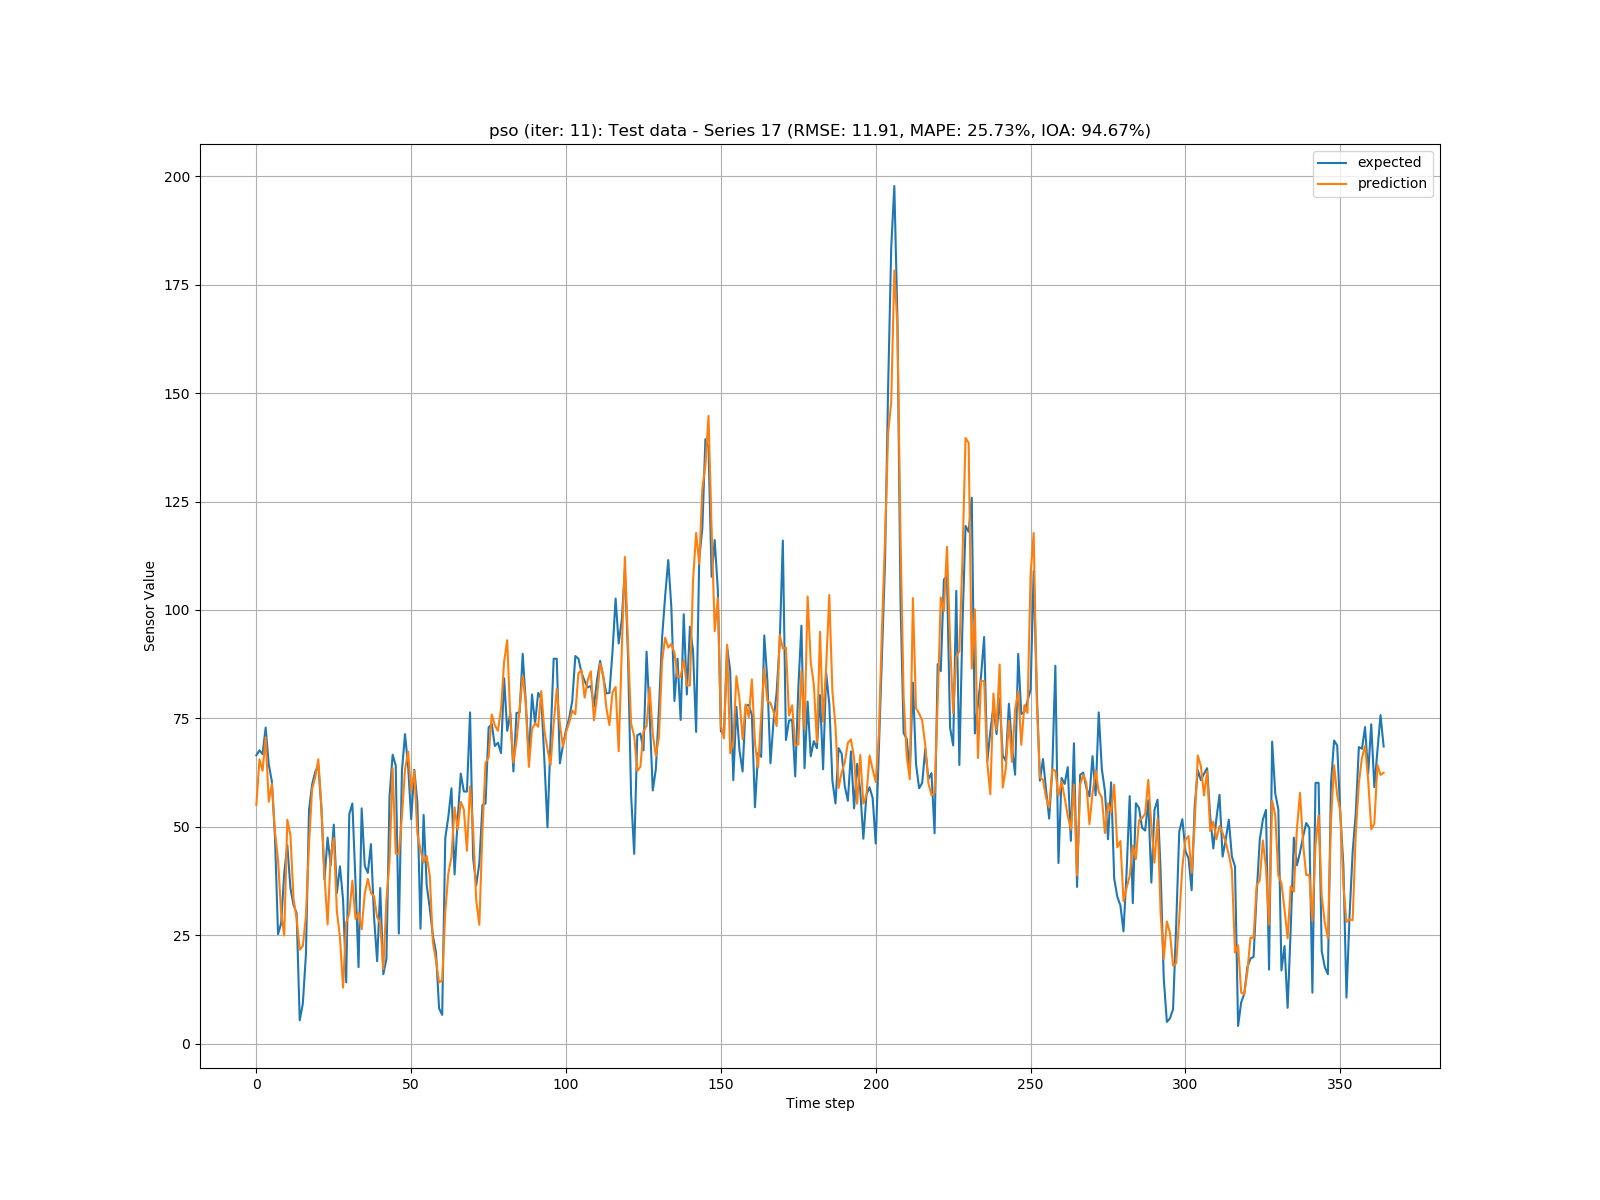 pso (iter: 11): Test data - Series 17 (RMSE: 11.91, MAPE: 25.73%, IOA: 94.67%)
expected
prediction
200
175
150
125
100
75
50
25
0
Sensor Value
0 50 100 150 200 250 300 350
Time step